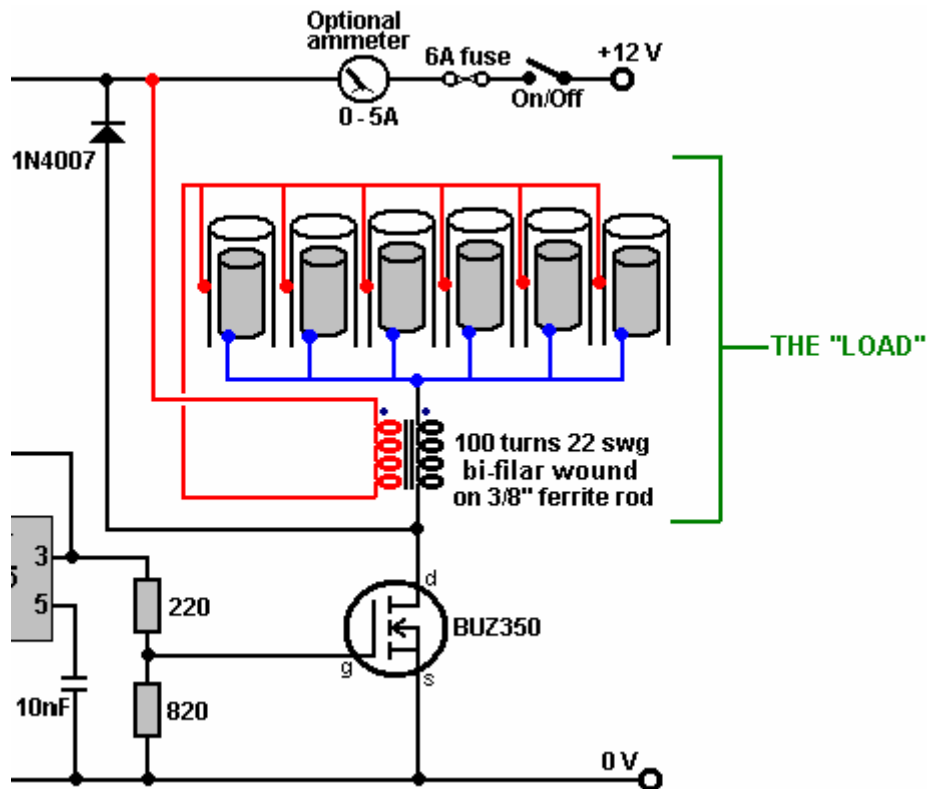 Optional
ammeter
6A fuse
+12 V
On/Off
0 - 5A
1N4007
THE "LOAD"
100 turns 22 swg
bi-filar wound
on 3/8" ferrite rod
3
5
220
d
BUZ350
g
s
10nF
820
0 V